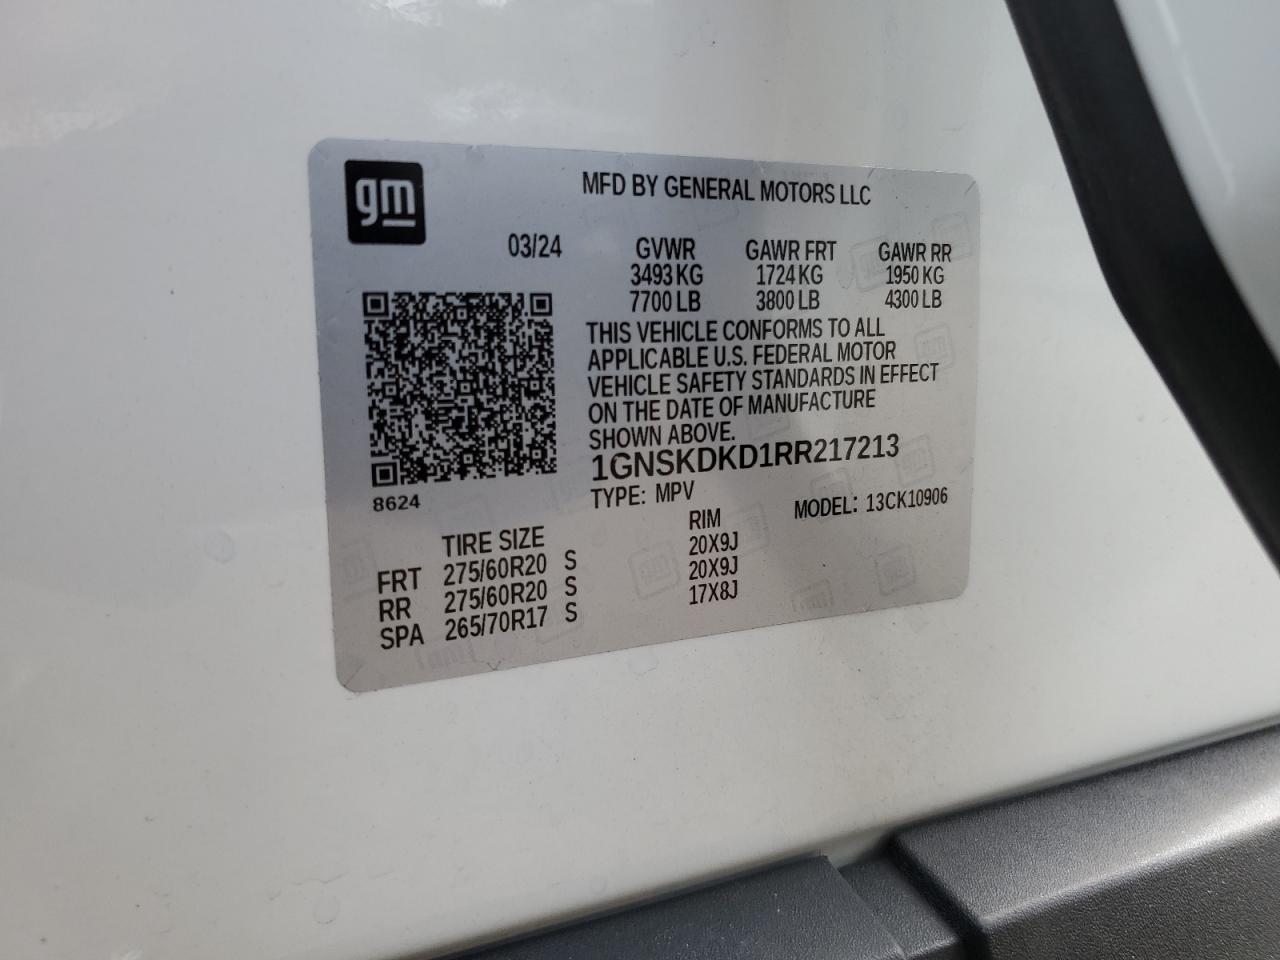 gm
MFD BY GENERAL MOTORS LLC
03/24 GVWR GAWR FRT GAWR RR
3493 KG 1724 KG 1950 KG
7700 LB 3800 LB 4300 LB
THIS VEHICLE CONFORMS TO ALL
APPLICABLE U.S. FEDERAL MOTOR
VEHICLE SAFETY STANDARDS IN EFFECT
ON THE DATE OF MANUFACTURE
SHOWN ABOVE.
1GNSKDKD1RR217213
8624
TYPE: MPV MODEL: 13CK10906
TIRE SIZE RIM
FRT 275/60R20 S 20X9J
RR 275/60R20 S 20X9J
SPA 265/70R17 S 17X8J